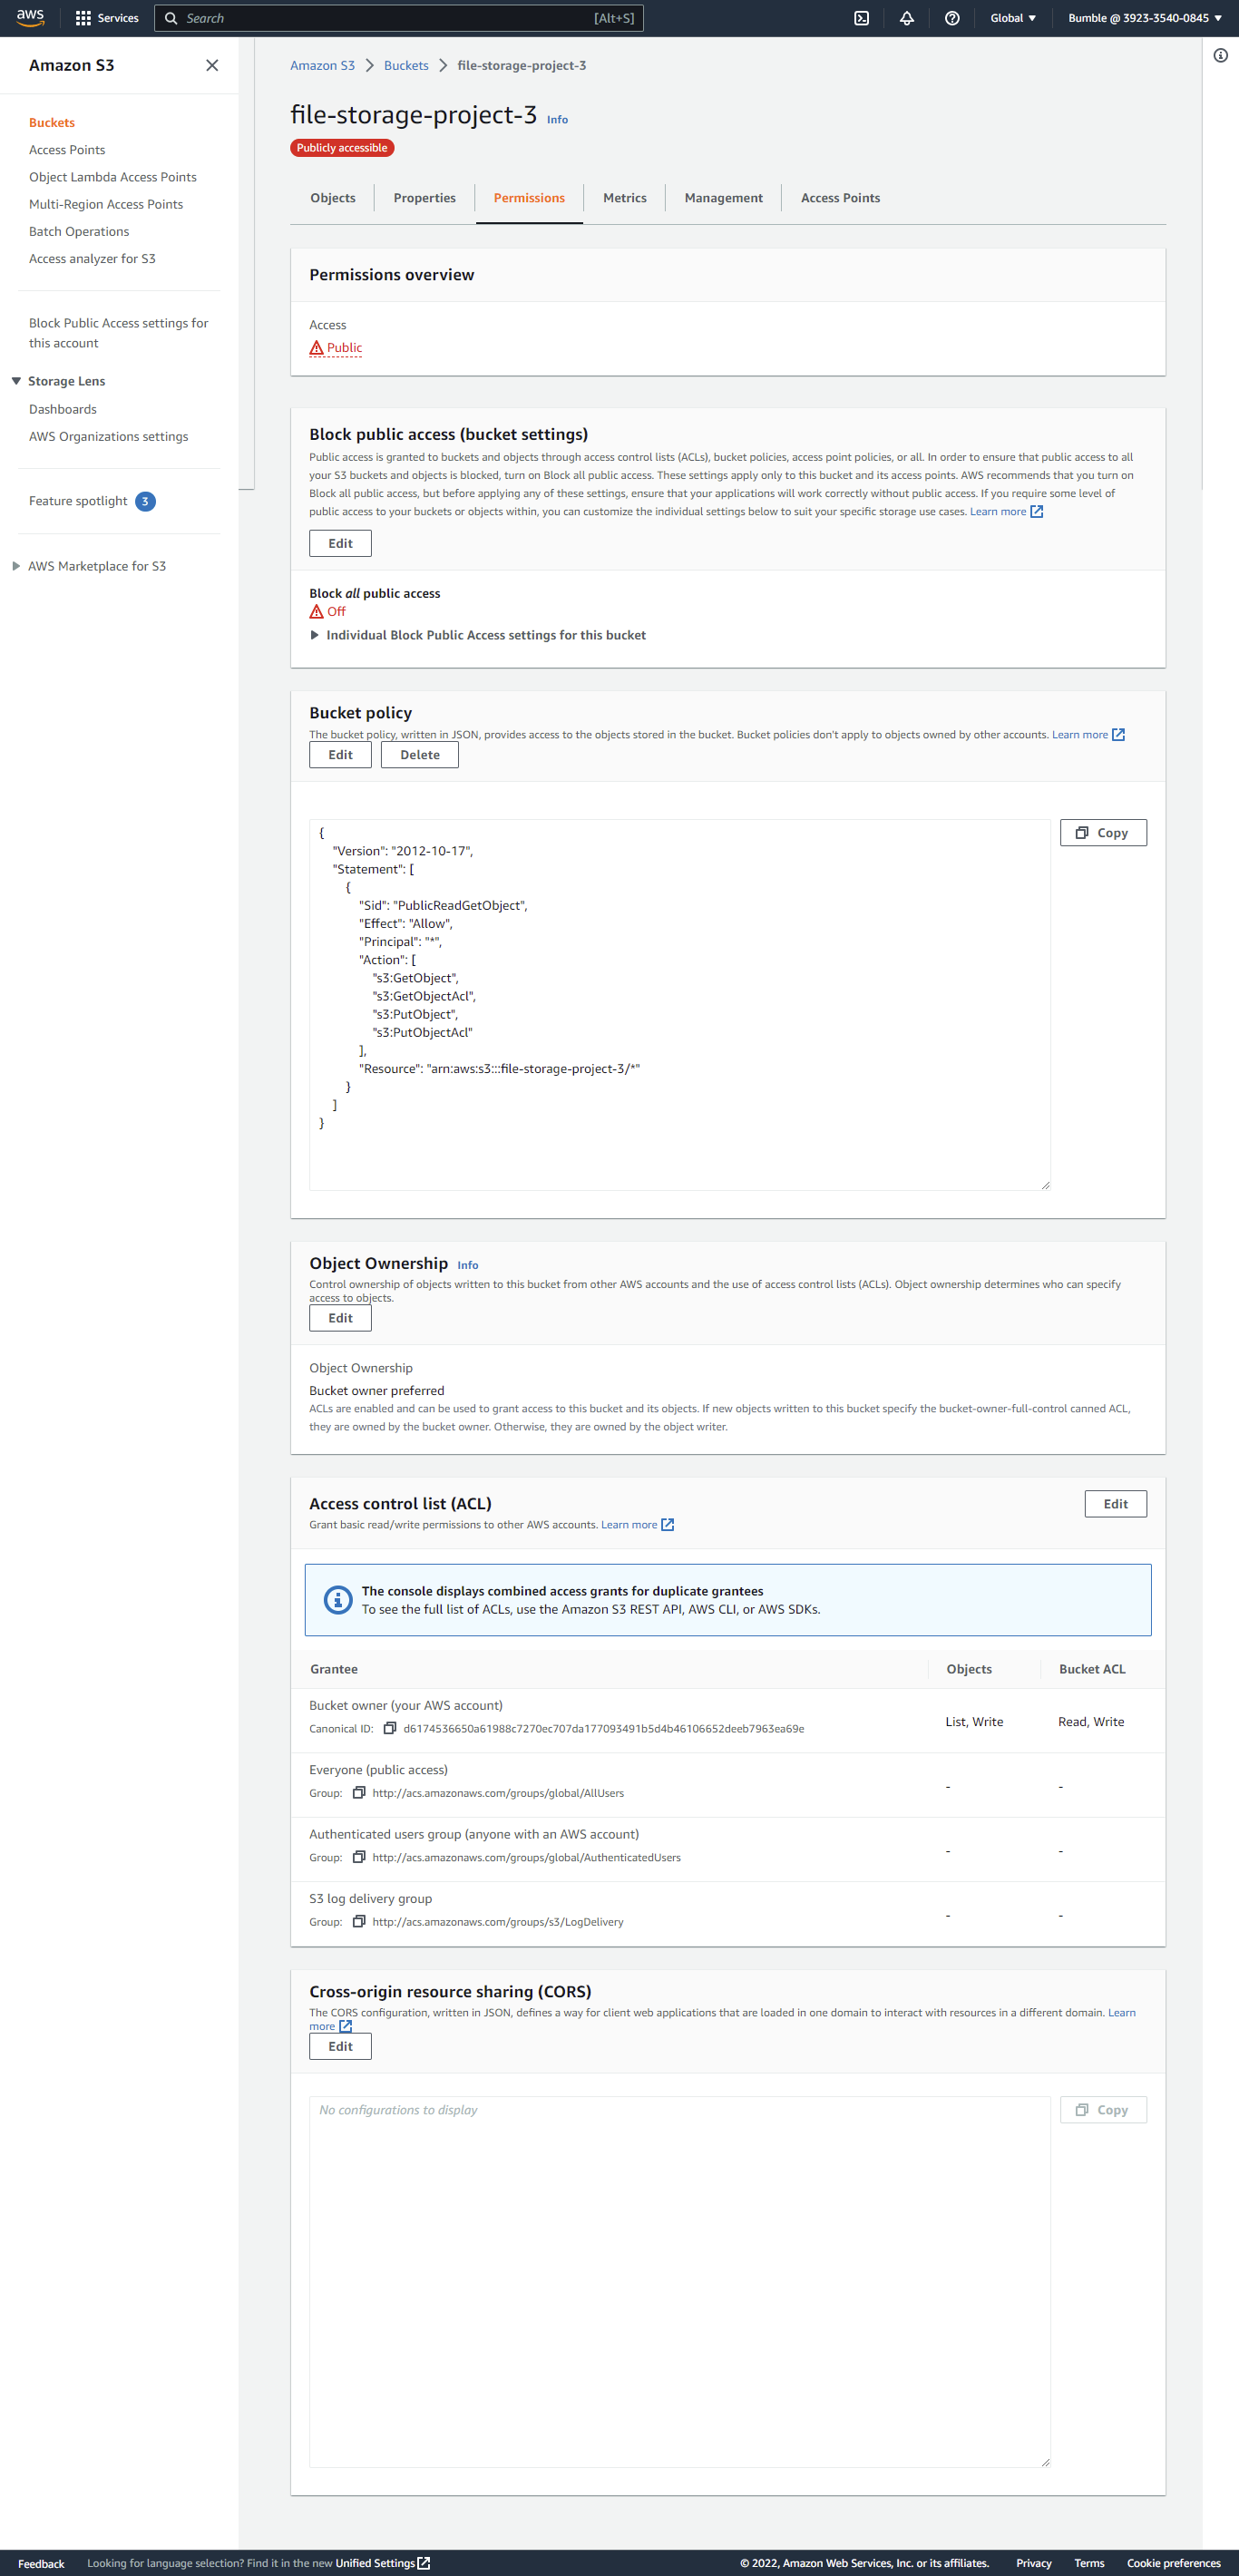 aws
Services
Search
[Alt+S]
Global
Bumble @ 3923-3540-0845
Amazon S3
Buckets
Access Points
Object Lambda Access Points
Multi-Region Access Points
Batch Operations
Access analyzer for S3
Block Public Access settings for
this account
Storage Lens
Dashboards
AWS Organizations settings
Feature spotlight 3
AWS Marketplace for S3
Amazon S3 > Buckets > file-storage-project-3
file-storage-project-3 Info
Publicly accessible
Objects
Properties
Permissions
Metrics
Management
Access Points
Permissions overview
Access
Public
Block public access (bucket settings)
Public access is granted to buckets and objects through access control lists (ACLs), bucket policies, access point policies, or all. In order to ensure that public access to all
your S3 buckets and objects is blocked, turn on Block all public access. These settings apply only to this bucket and its access points. AWS recommends that you turn on
Block all public access, but before applying any of these settings, ensure that your applications will work correctly without public access. If you require some level of
public access to your buckets or objects within, you can customize the individual settings below to suit your specific storage use cases. Learn more
Edit
Block all public access
Off
Individual Block Public Access settings for this bucket
Bucket policy
The bucket policy, written in JSON, provides access to the objects stored in the bucket. Bucket policies don't apply to objects owned by other accounts. Learn more
Edit
Delete
Copy
{
"Version": "2012-10-17",
"Statement": [
{
"Sid": "PublicReadGetObject",
"Effect": "Allow",
"Principal": "*",
"Action": [
"s3:GetObject",
"s3:GetObjectAcl",
"s3:PutObject",
"s3:PutObjectAcl"
],
"Resource": "arn:aws:s3:::file-storage-project-3/*"
}
]
}
Object Ownership Info
Control ownership of objects written to this bucket from other AWS accounts and the use of access control lists (ACLs). Object ownership determines who can specify
access to objects.
Edit
Object Ownership
Bucket owner preferred
ACLs are enabled and can be used to grant access to this bucket and its objects. If new objects written to this bucket specify the bucket-owner-full-control canned ACL,
they are owned by the bucket owner. Otherwise, they are owned by the object writer.
Access control list (ACL)
Edit
Grant basic read/write permissions to other AWS accounts. Learn more
The console displays combined access grants for duplicate grantees
To see the full list of ACLs, use the Amazon S3 REST API, AWS CLI, or AWS SDKs.
Grantee
Objects
Bucket ACL
Bucket owner (your AWS account)
Canonical ID: d6174536650a61988c7270ec707da177093491b5d4b46106652deeb7963ea69e
List, Write
Read, Write
Everyone (public access)
Group: http://acs.amazonaws.com/groups/global/AllUsers
-
-
Authenticated users group (anyone with an AWS account)
Group: http://acs.amazonaws.com/groups/global/AuthenticatedUsers
-
-
S3 log delivery group
Group: http://acs.amazonaws.com/groups/s3/LogDelivery
-
-
Cross-origin resource sharing (CORS)
The CORS configuration, written in JSON, defines a way for client web applications that are loaded in one domain to interact with resources in a different domain. Learn
more
Edit
No configurations to display
Copy
Feedback
Looking for language selection? Find it in the new Unified Settings
© 2022, Amazon Web Services, Inc. or its affiliates.
Privacy
Terms
Cookie preferences